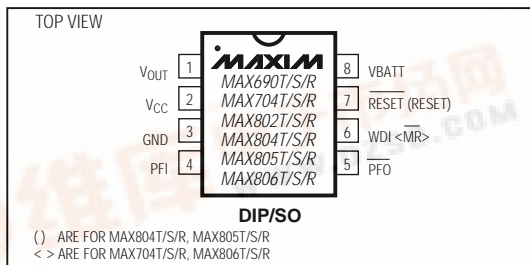 TOP VIEW
VOUT 1
VCC 2
GND 3
PFI 4
MAXIM
MAX690T/S/R
MAX704T/S/R
MAX802T/S/R
MAX804T/S/R
MAX805T/S/R
MAX806T/S/R
8 VBATT
7 RESET (RESET)
6 WDI <MR>
5 PFO
DIP/SO
( ) ARE FOR MAX804T/S/R, MAX805T/S/R
< > ARE FOR MAX704T/S/R, MAX806T/S/R